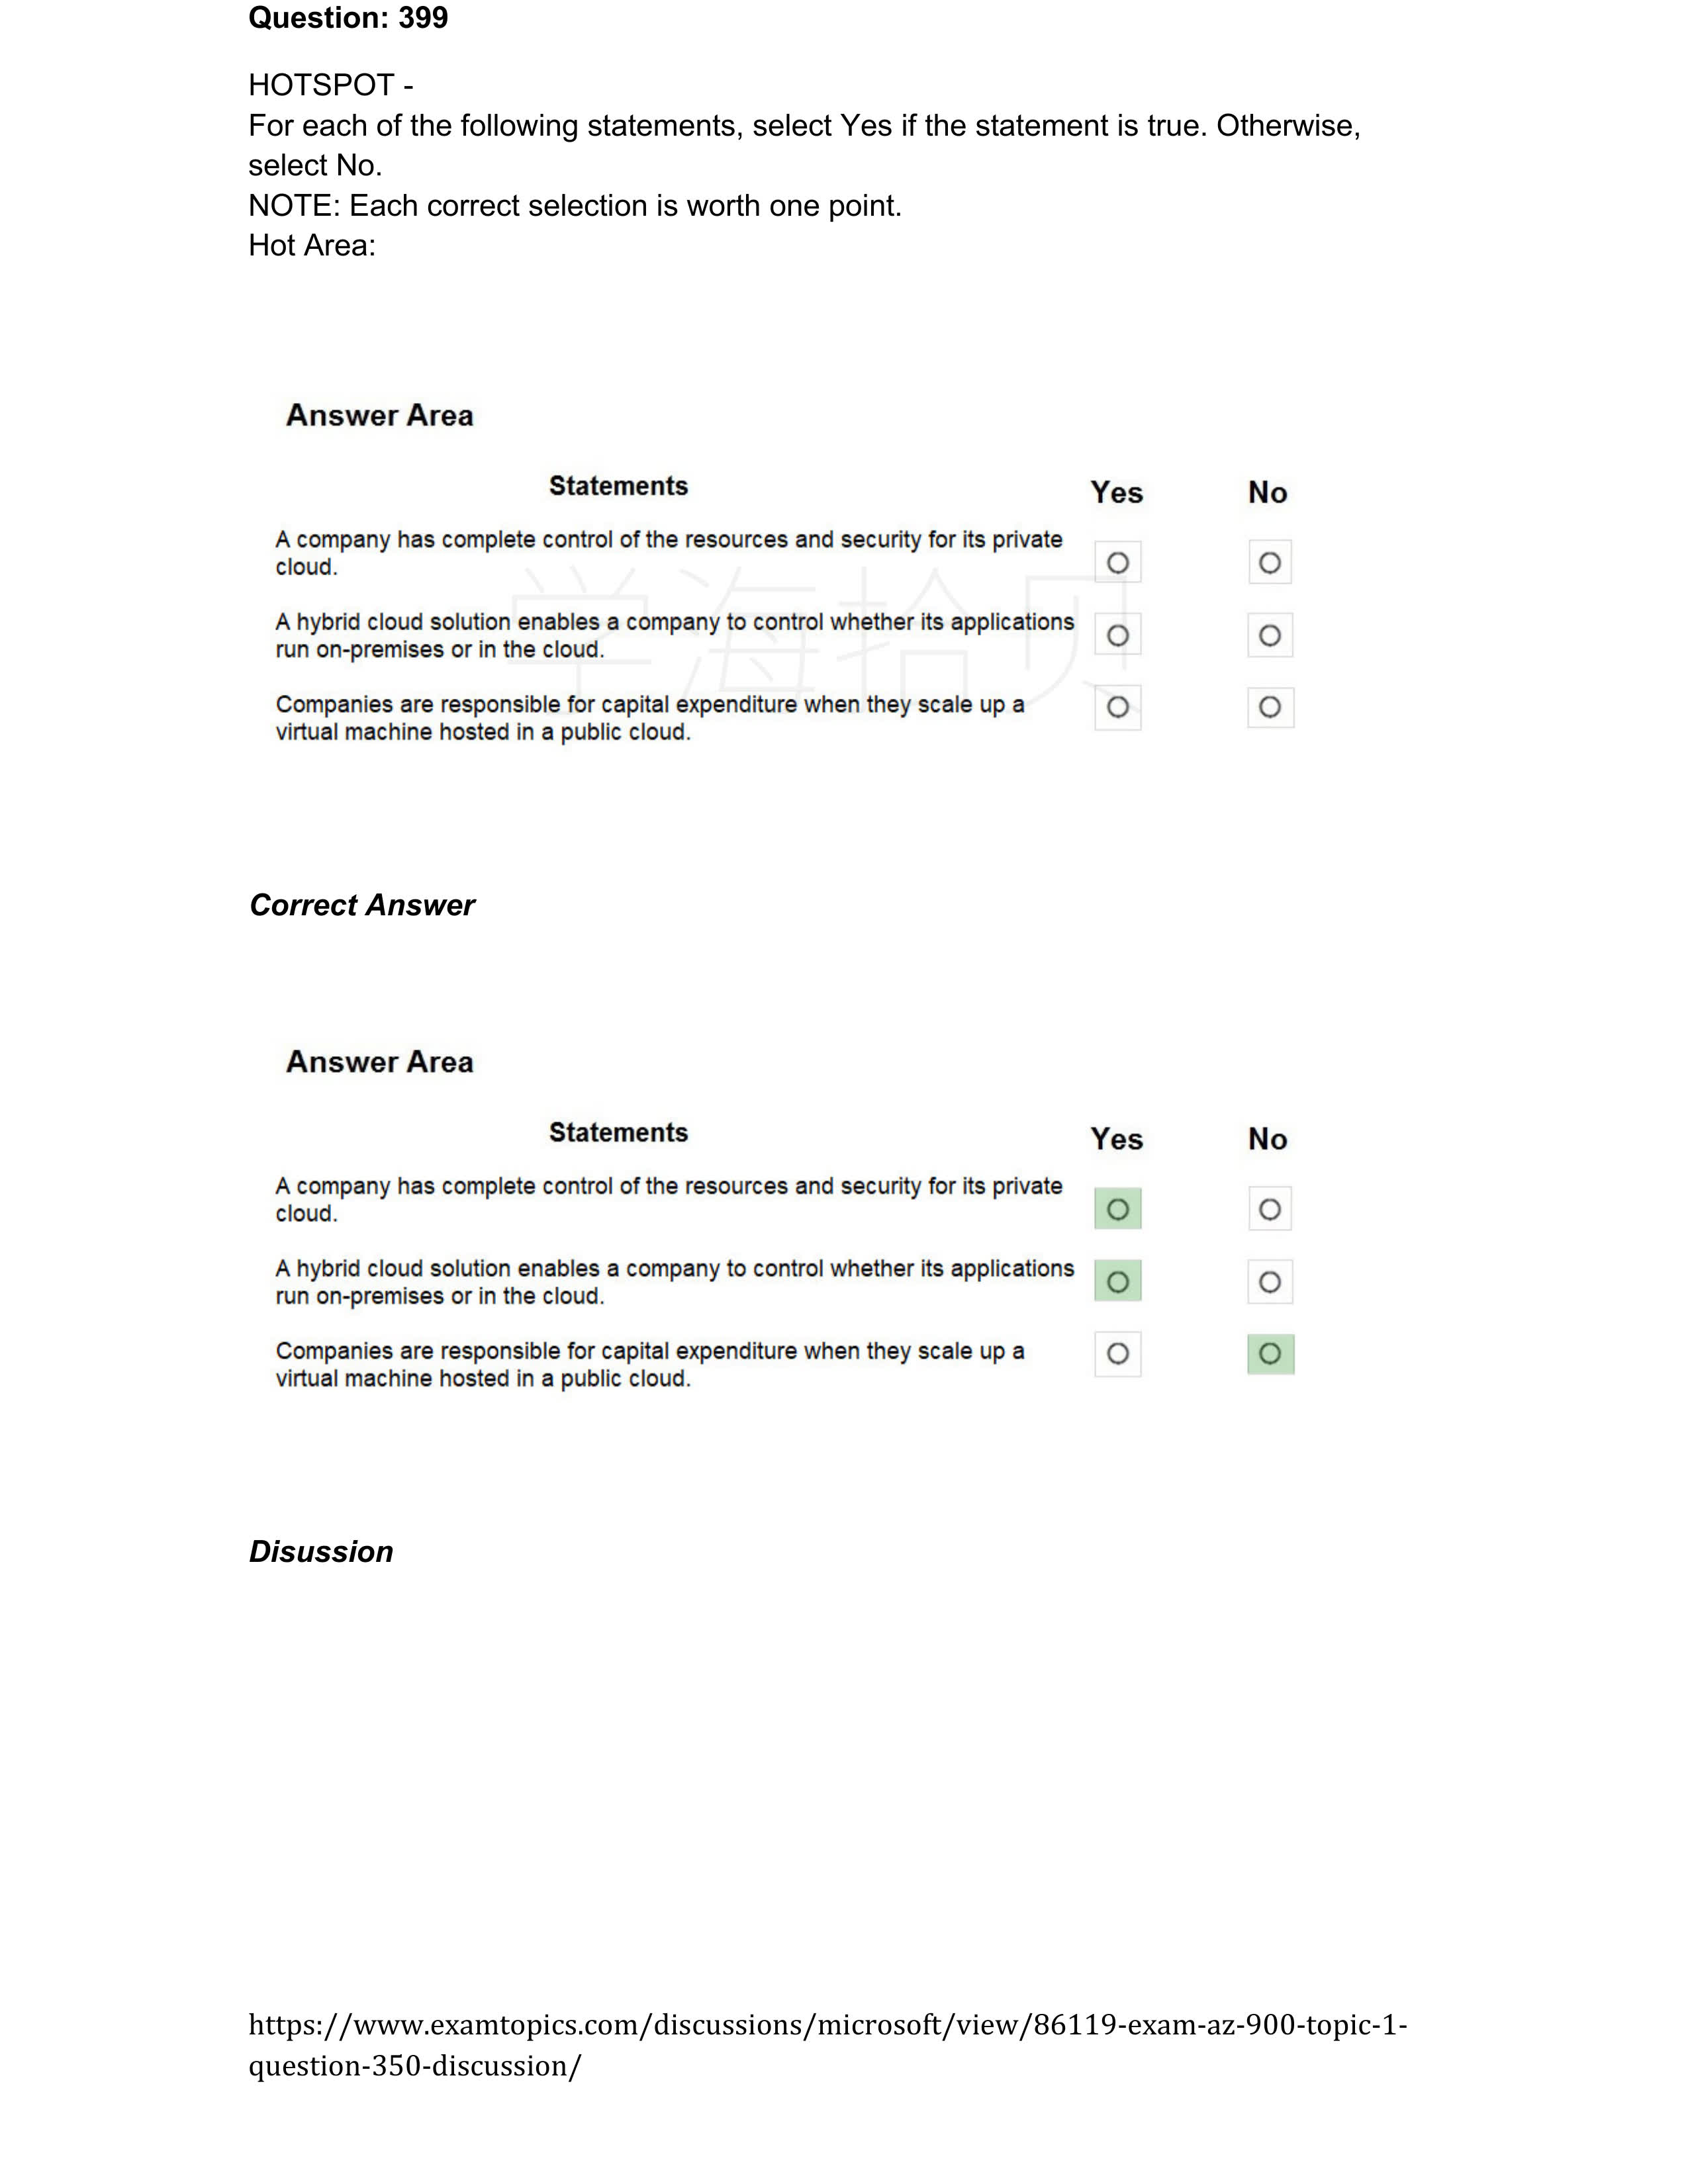 Question: 399
HOTSPOT -
For each of the following statements, select Yes if the statement is true. Otherwise,
select No.
NOTE: Each correct selection is worth one point.
Hot Area:
Answer Area
Statements Yes No
A company has complete control of the resources and security for its private
cloud.
A hybrid cloud solution enables a company to control whether its applications
run on-premises or in the cloud.
Companies are responsible for capital expenditure when they scale up a
virtual machine hosted in a public cloud.
学海拾贝
Correct Answer
Answer Area
Statements Yes No
A company has complete control of the resources and security for its private
cloud.
A hybrid cloud solution enables a company to control whether its applications
run on-premises or in the cloud.
Companies are responsible for capital expenditure when they scale up a
virtual machine hosted in a public cloud.
Disussion
https://www.examtopics.com/discussions/microsoft/view/86119-exam-az-900-topic-1-
question-350-discussion/